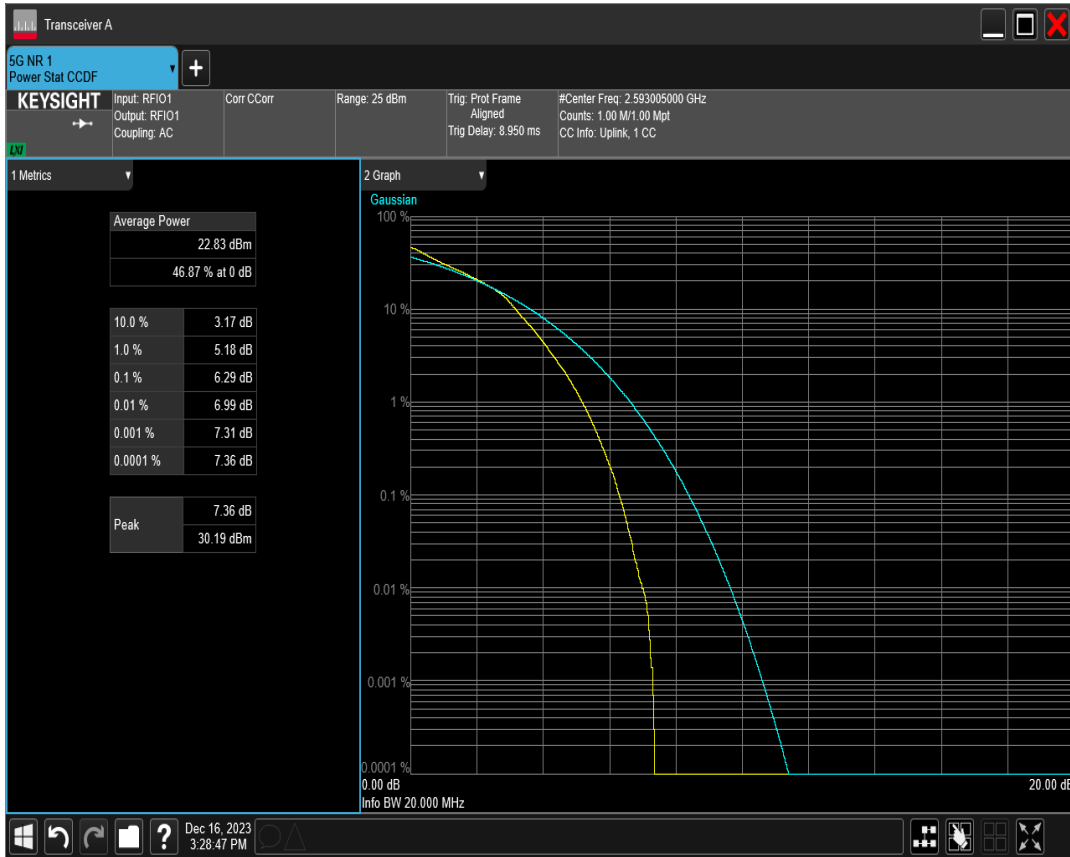 Transceiver A
5G NR 1
Power Stat CCDF
+
KEYSIGHT
LXI
Input: RFIO1
Output: RFIO1
Coupling: AC
Corr CCorr
Range: 25 dBm
Trig: Prot Frame
Aligned
Trig Delay: 8.950 ms
#Center Freq: 2.593005000 GHz
Counts: 1.00 M/1.00 Mpt
CC Info: Uplink, 1 CC
1 Metrics
Average Power
22.83 dBm
46.87 % at 0 dB
10.0 % 3.17 dB
1.0 % 5.18 dB
0.1 % 6.29 dB
0.01 % 6.99 dB
0.001 % 7.31 dB
0.0001 % 7.36 dB
Peak
7.36 dB
30.19 dBm
2 Graph
Gaussian
100 %
10 %
1 %
0.1 %
0.01 %
0.001 %
0.0001 %
0.00 dB
20.00 dB
Info BW 20.000 MHz
?
Dec 16, 2023
3:28:47 PM